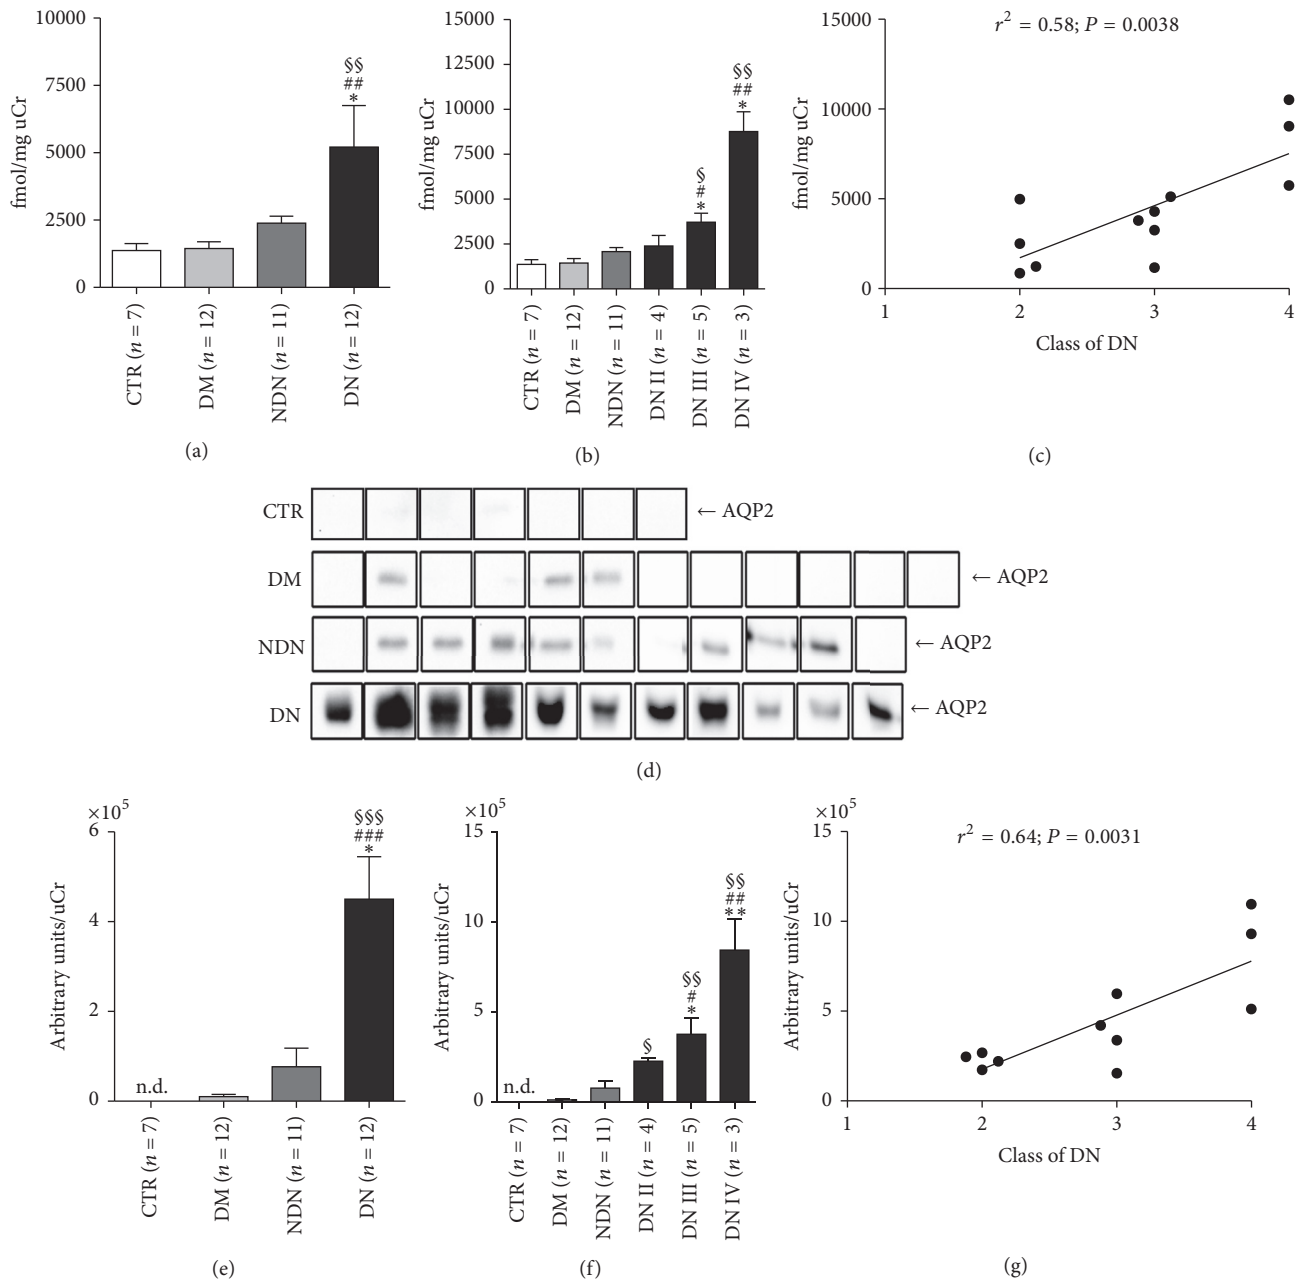 10000
7500
5000
2500
0
fmol/mg uCr
§§
##
*
CTR (n = 7)
DM (n = 12)
NDN (n = 11)
DN (n = 12)
(a)
15000
12500
10000
7500
5000
2500
0
fmol/mg uCr
§
#
*
§§
##
*
CTR (n = 7)
DM (n = 12)
NDN (n = 11)
DN II (n = 4)
DN III (n = 5)
DN IV (n = 3)
(b)
r² = 0.58; P = 0.0038
15000
10000
5000
0
fmol/mg uCr
1 2 3 4
Class of DN
(c)
CTR ← AQP2
DM ← AQP2
NDN ← AQP2
DN ← AQP2
(d)
×10⁵
6
4
2
0
Arbitrary units/uCr
n.d.
§§§
###
*
CTR (n = 7)
DM (n = 12)
NDN (n = 11)
DN (n = 12)
(e)
×10⁵
15
10
5
0
Arbitrary units/uCr
n.d.
§
§§
#
*
§§
##
**
CTR (n = 7)
DM (n = 12)
NDN (n = 11)
DN II (n = 4)
DN III (n = 5)
DN IV (n = 3)
(f)
×10⁵
r² = 0.64; P = 0.0031
15
10
5
0
Arbitrary units/uCr
1 2 3 4
Class of DN
(g)